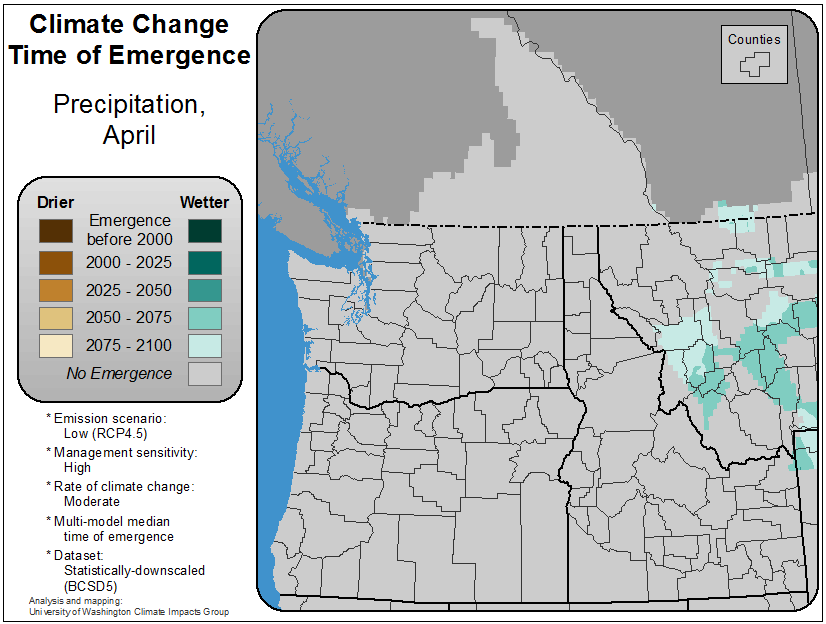 Climate Change
Time of Emergence
Precipitation,
April
Drier
Wetter
Emergence
before 2000
2000 - 2025
2025 - 2050
2050 - 2075
2075 - 2100
No Emergence
* Emission scenario:
Low (RCP4.5)
* Management sensitivity:
High
* Rate of climate change:
Moderate
* Multi-model median
time of emergence
* Dataset:
Statistically-downscaled
(BCSD5)
Analysis and mapping:
University of Washington Climate Impacts Group
Counties